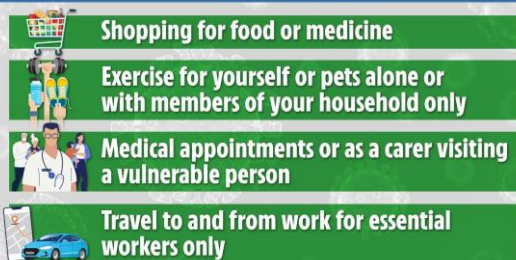 Shopping for food or medicine
Exercise for yourself or pets alone or
with members of your household only
Medical appointments or as a carer visiting
a vulnerable person
Travel to and from work for essential
workers only